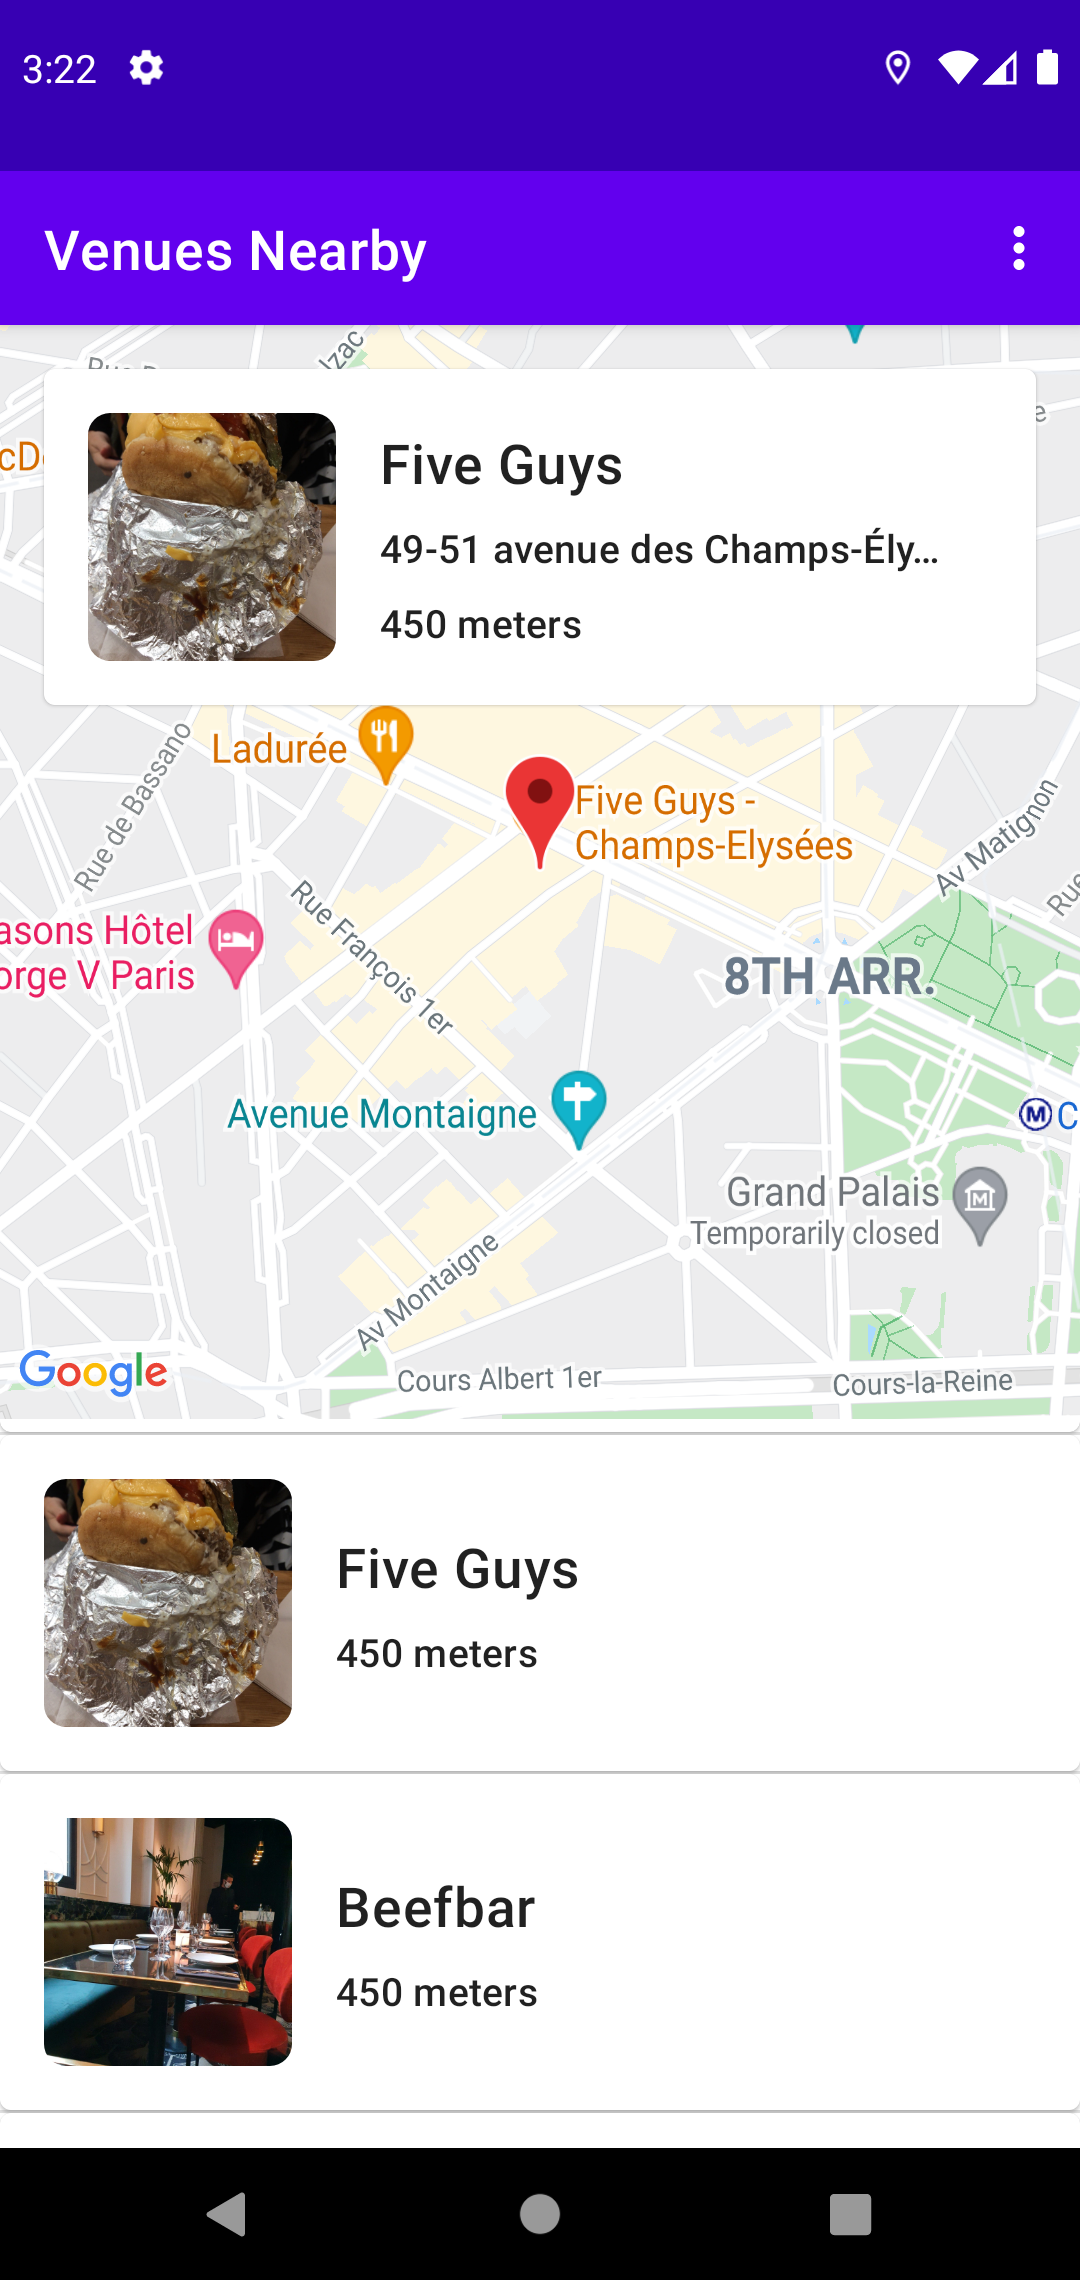 3:22
Venues Nearby
lzac
cD
Five Guys
49-51 avenue des Champs-Ély...
450 meters
Ladurée
Rue de Bassano
Five Guys -
Champs-Elysées
Av Matignon
Rue
Rue François 1er
asons Hôtel
orge V Paris
8TH ARR.
Avenue Montaigne
M C
Grand Palais
Temporarily closed
Av Montaigne
Google
Cours Albert 1er
Cours-la-Reine
Five Guys
450 meters
Beefbar
450 meters